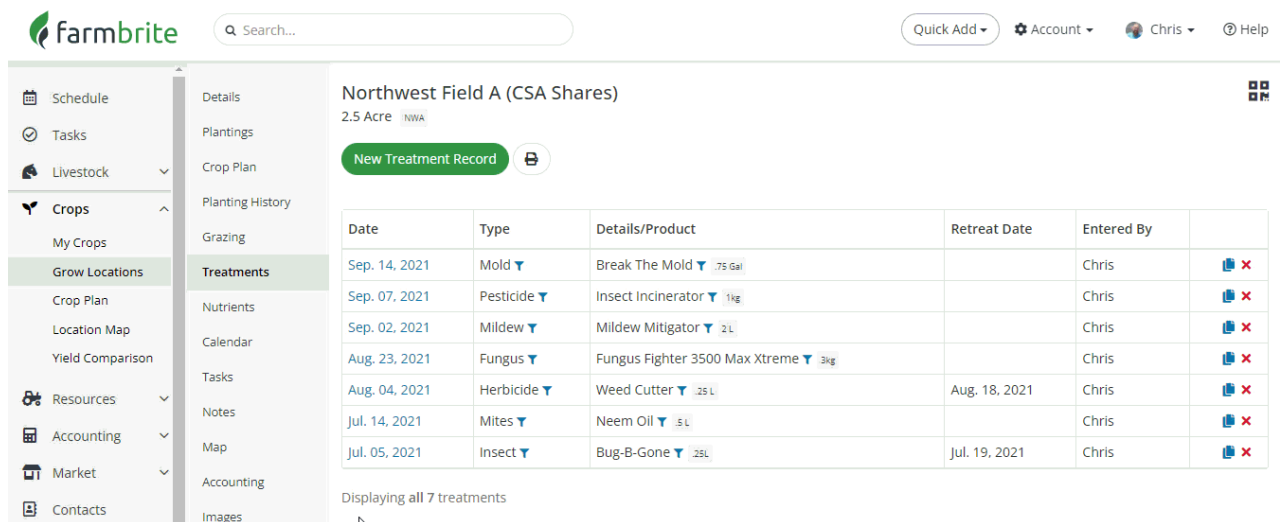 farmbrite
Search...
Quick Add
Account
Chris
Help
Schedule
Tasks
Livestock
Crops
My Crops
Grow Locations
Crop Plan
Location Map
Yield Comparison
Resources
Accounting
Market
Contacts
Details
Plantings
Crop Plan
Planting History
Grazing
Treatments
Nutrients
Calendar
Tasks
Notes
Map
Accounting
Images
Northwest Field A (CSA Shares)
2.5 Acre NWA
New Treatment Record
Date Type Details/Product Retreat Date Entered By
Sep. 14, 2021 Mold Break The Mold .75 Gal Chris
Sep. 07, 2021 Pesticide Insect Incinerator 1kg Chris
Sep. 02, 2021 Mildew Mildew Mitigator 2 L Chris
Aug. 23, 2021 Fungus Fungus Fighter 3500 Max Xtreme 3kg Chris
Aug. 04, 2021 Herbicide Weed Cutter .25 L Aug. 18, 2021 Chris
Jul. 14, 2021 Mites Neem Oil .5 L Chris
Jul. 05, 2021 Insect Bug-B-Gone .25L Jul. 19, 2021 Chris
Displaying all 7 treatments